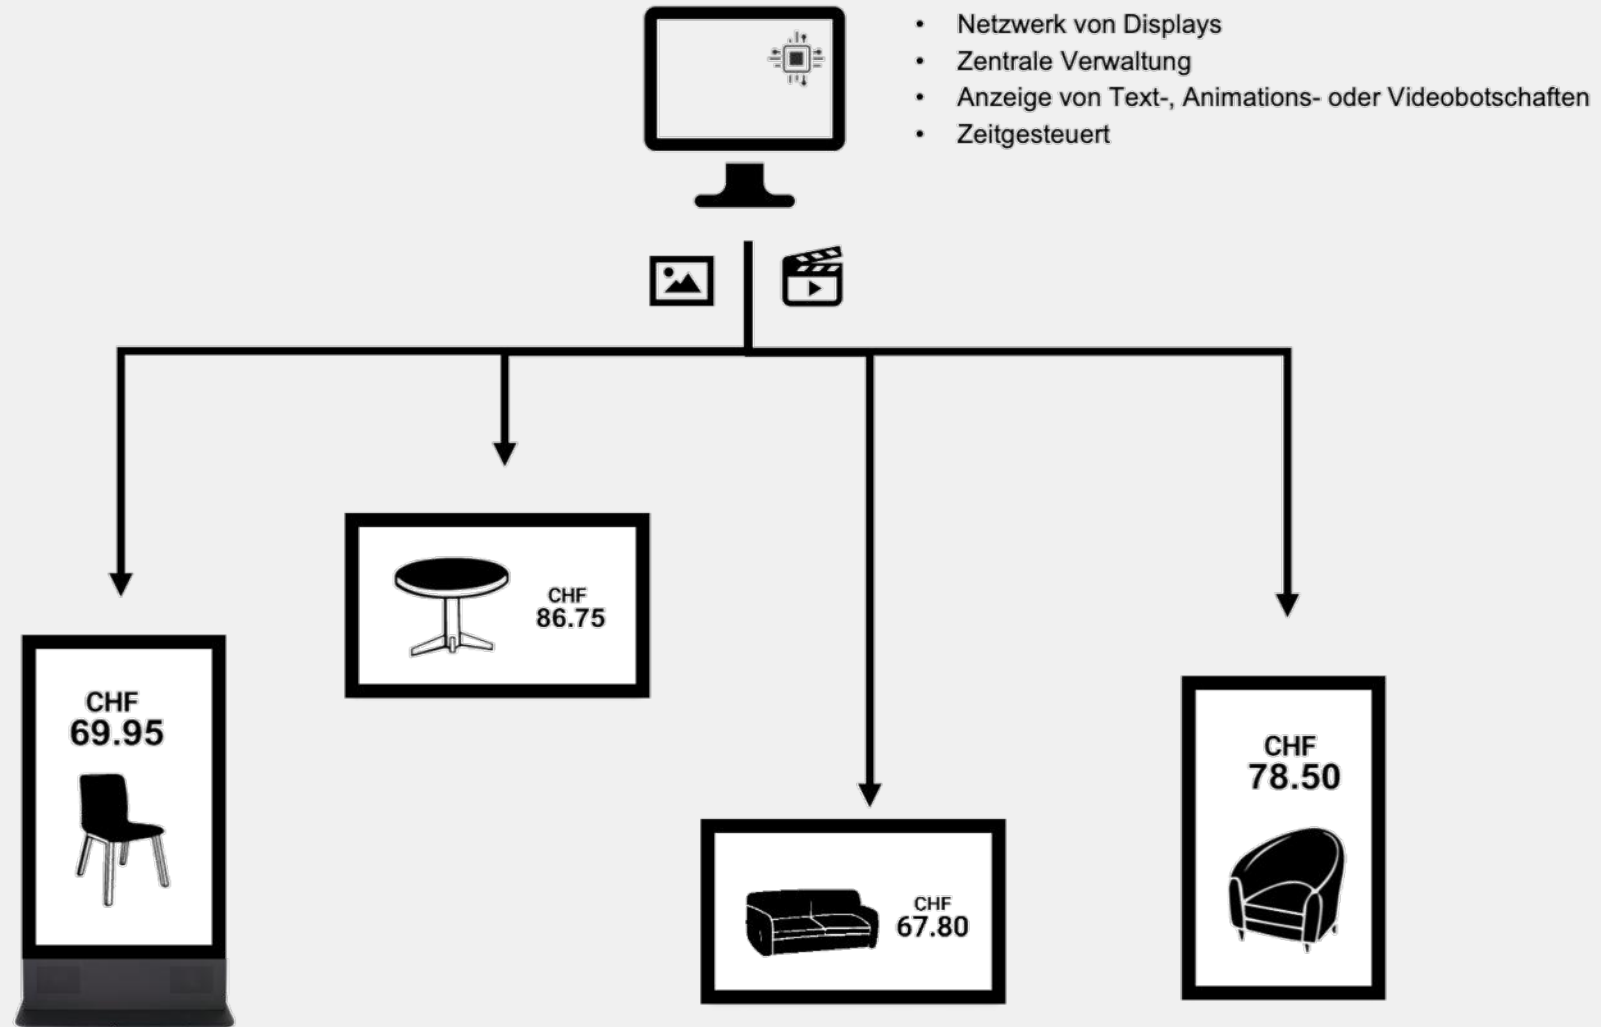 Netzwerk von Displays
Zentrale Verwaltung
Anzeige von Text-, Animations- oder Videobotschaften
Zeitgesteuert
CHF
86.75
CHF
69.95
CHF
78.50
CHF
67.80